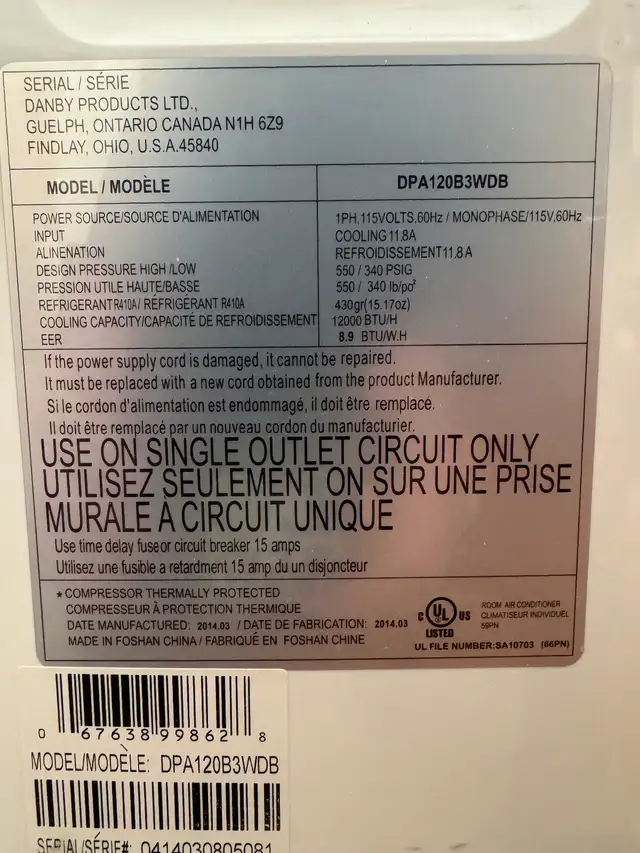 SERIAL / SÉRIE
DANBY PRODUCTS LTD.,
GUELPH, ONTARIO CANADA N1H 6Z9
FINDLAY, OHIO, U.S.A.45840
MODEL / MODÈLE DPA120B3WDB
POWER SOURCE/SOURCE D'ALIMENTATION 1PH,115VOLTS,60Hz / MONOPHASE/115V,60Hz
INPUT COOLING 11.8A
ALINENATION REFROIDISSEMENT11.8 A
DESIGN PRESSURE HIGH /LOW 550 / 340 PSIG
PRESSION UTILE HAUTE/BASSE 550 / 340 lb/po²
REFRIGERANT R410A/ RÉFRIGÉRANT R410A 430gr(15.17oz)
COOLING CAPACITY/CAPACITÉ DE REFROIDISSEMENT 12000 BTU/H
EER 8.9 BTU/W.H
If the power supply cord is damaged, it cannot be repaired.
It must be replaced with a new cord obtained from the product Manufacturer.
Si le cordon d'alimentation est endommagé, il doit être remplacé.
Il doit être remplacé par un nouveau cordon du manufacturier.
USE ON SINGLE OUTLET CIRCUIT ONLY
UTILISEZ SEULEMENT ON SUR UNE PRISE
MURALE À CIRCUIT UNIQUE
Use time delay fuse or circuit breaker 15 amps
Utilisez une fusible a retardment 15 amp du un disjoncteur
* COMPRESSOR THERMALLY PROTECTED
COMPRESSEUR À PROTECTION THERMIQUE
DATE MANUFACTURED: 2014.03 / DATE DE FABRICATION: 2014.03
MADE IN FOSHAN CHINA / FABRIQUÉ EN FOSHAN CHINE
C UL US
LISTED
ROOM AIR CONDITIONER
CLIMATISEUR INDIVIDUEL
59PN
UL FILE NUMBER:SA10703 (66PN)
0 67638 99862 8
MODEL/MODÈLE: DPA120B3WDB
SERIAL/SÉRIE#: 0414030805081